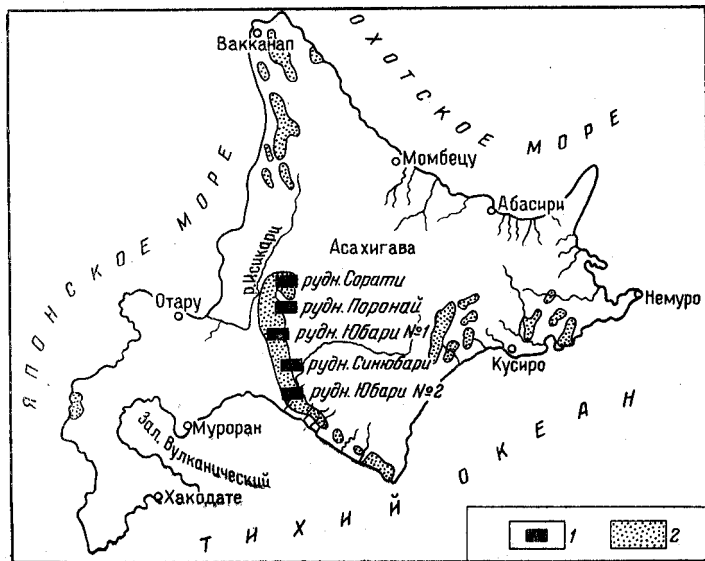 Вакканап
ОХОТСКОЕ МОРЕ
Момбецу
Абасири
ЯПОНСКОЕ МОРЕ
Асахигава
р. Исикари
рудн. Сорати
Отару
рудн. Поронай
Немуро
рудн. Юбари №1
рудн. Синюбари
Кусиро
рудн. Юбари №2
Муроран
Зал. Вулканический
Хакодате
ТИХИЙ ОКЕАН
1 2